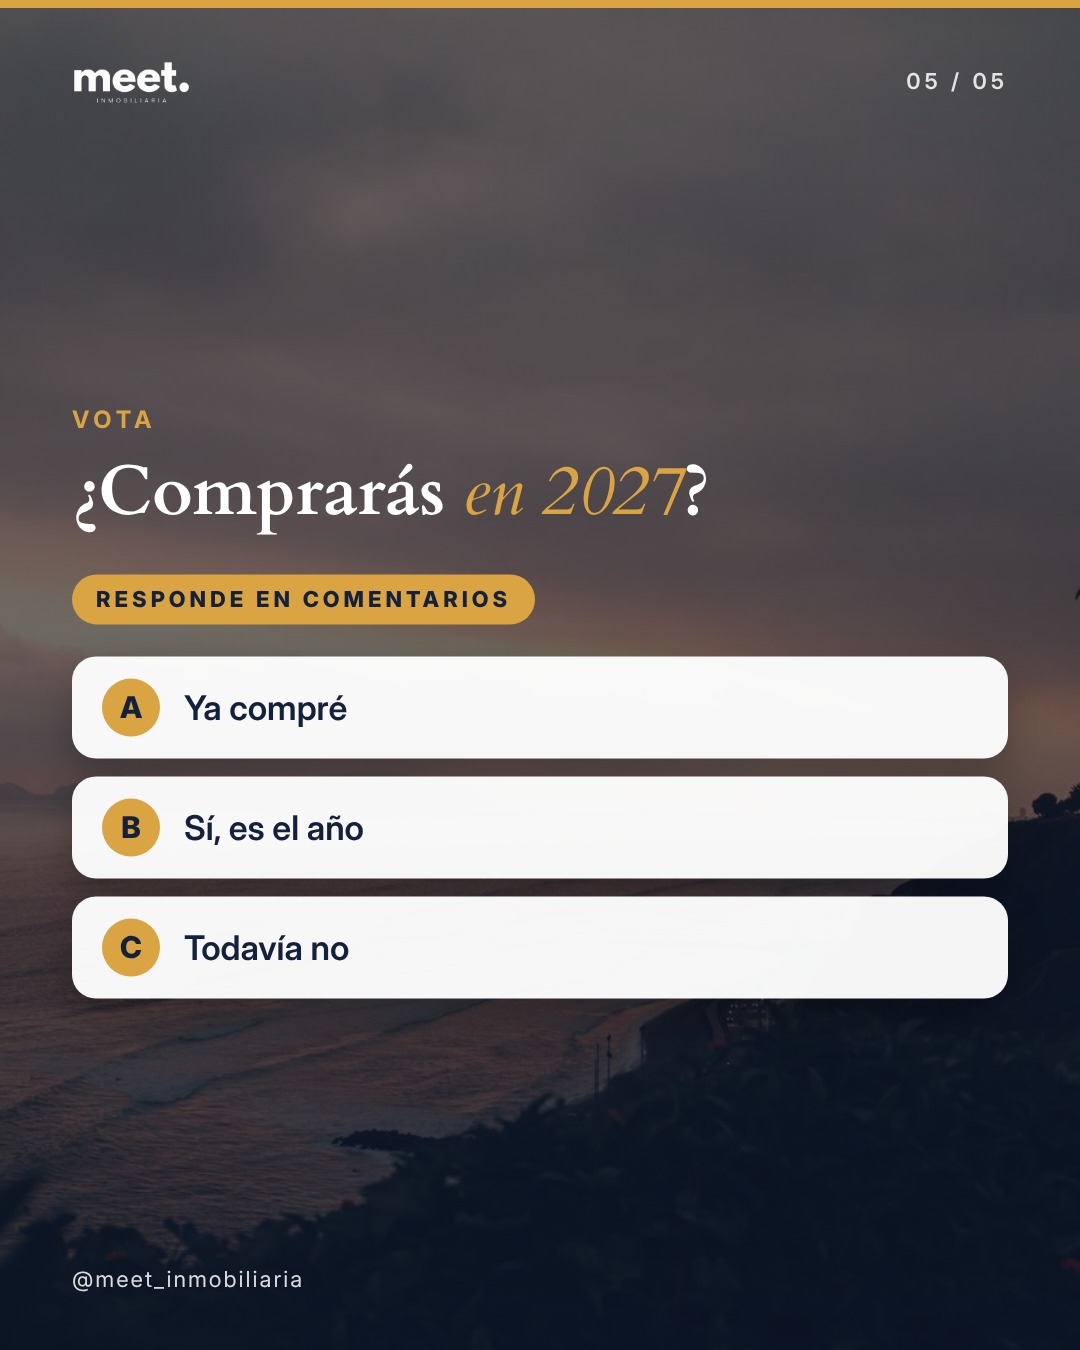 meet.
INMOBILIARIA
05 / 05
VOTA
¿Comprarás en 2027?
RESPONDE EN COMENTARIOS
A Ya compré
B Sí, es el año
C Todavía no
@meet_inmobiliaria